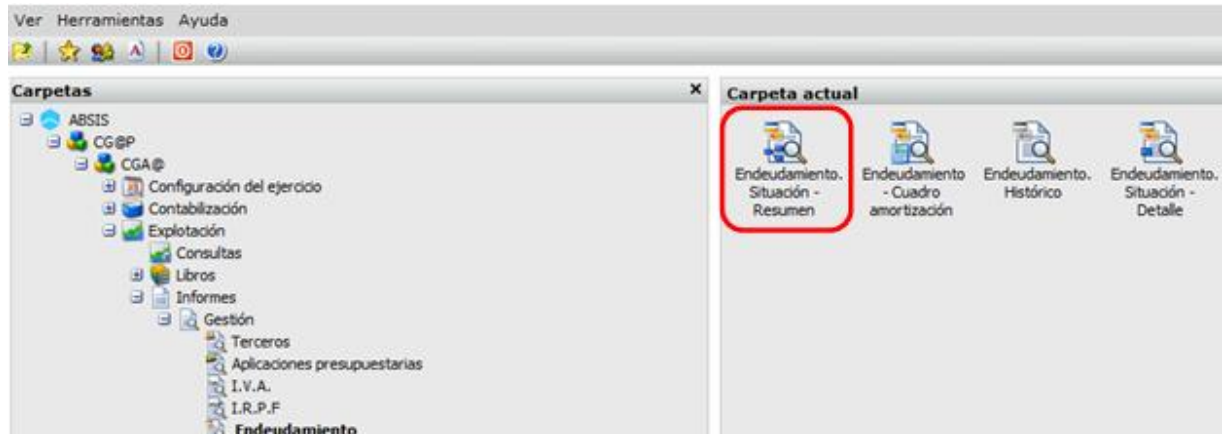 Ver Herramientas Ayuda
Carpetas
ABSIS
CG@P
CGA@
Configuración del ejercicio
Contabilización
Explotación
Consultas
Libros
Informes
Gestión
Terceros
Aplicaciones presupuestarias
I.V.A.
I.R.P.F
Endeudamiento
Carpeta actual
Endeudamiento.
Situación -
Resumen
Endeudamiento
- Cuadro
amortización
Endeudamiento.
Histórico
Endeudamiento.
Situación -
Detalle